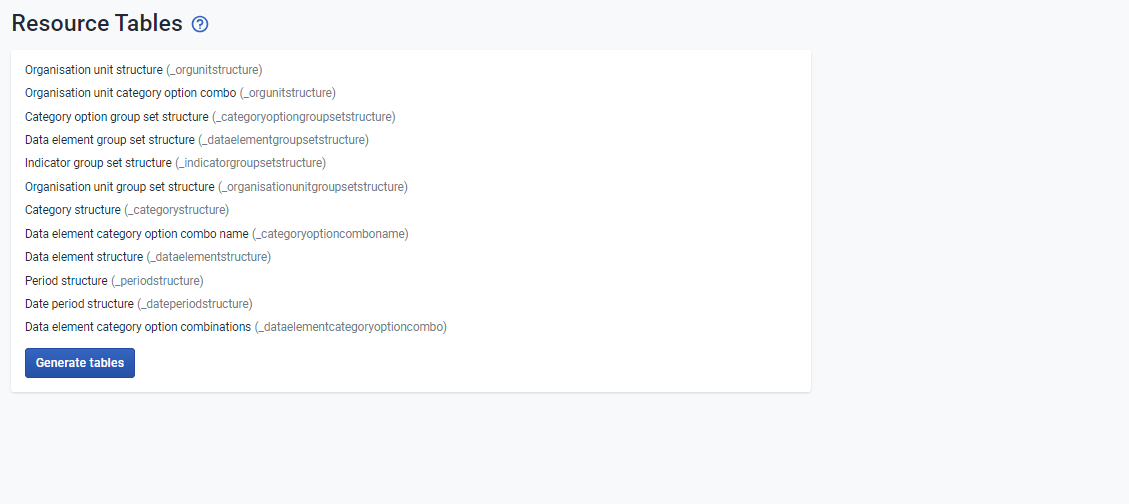 Resource Tables ?
Organisation unit structure (_orgunitstructure)
Organisation unit category option combo (_orgunitstructure)
Category option group set structure (_categoryoptiongroupsetstructure)
Data element group set structure (_dataelementgroupsetstructure)
Indicator group set structure (_indicatorgroupsetstructure)
Organisation unit group set structure (_organisationunitgroupsetstructure)
Category structure (_categorystructure)
Data element category option combo name (_categoryoptioncomboname)
Data element structure (_dataelementstructure)
Period structure (_periodstructure)
Date period structure (_dateperiodstructure)
Data element category option combinations (_dataelementcategoryoptioncombo)
Generate tables